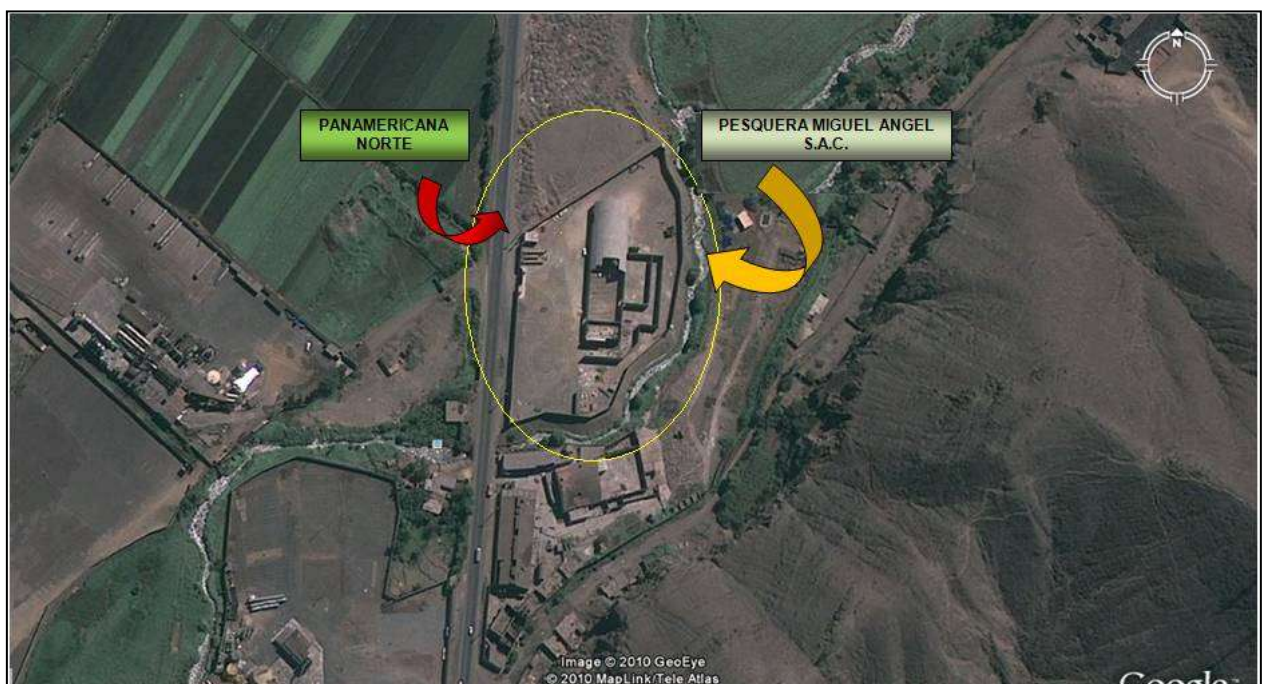 N
PANAMERICANA
NORTE
PESQUERA MIGUEL ANGEL
S.A.C.
Image © 2010 GeoEye
© 2010 MapLink/Tele Atlas
Google